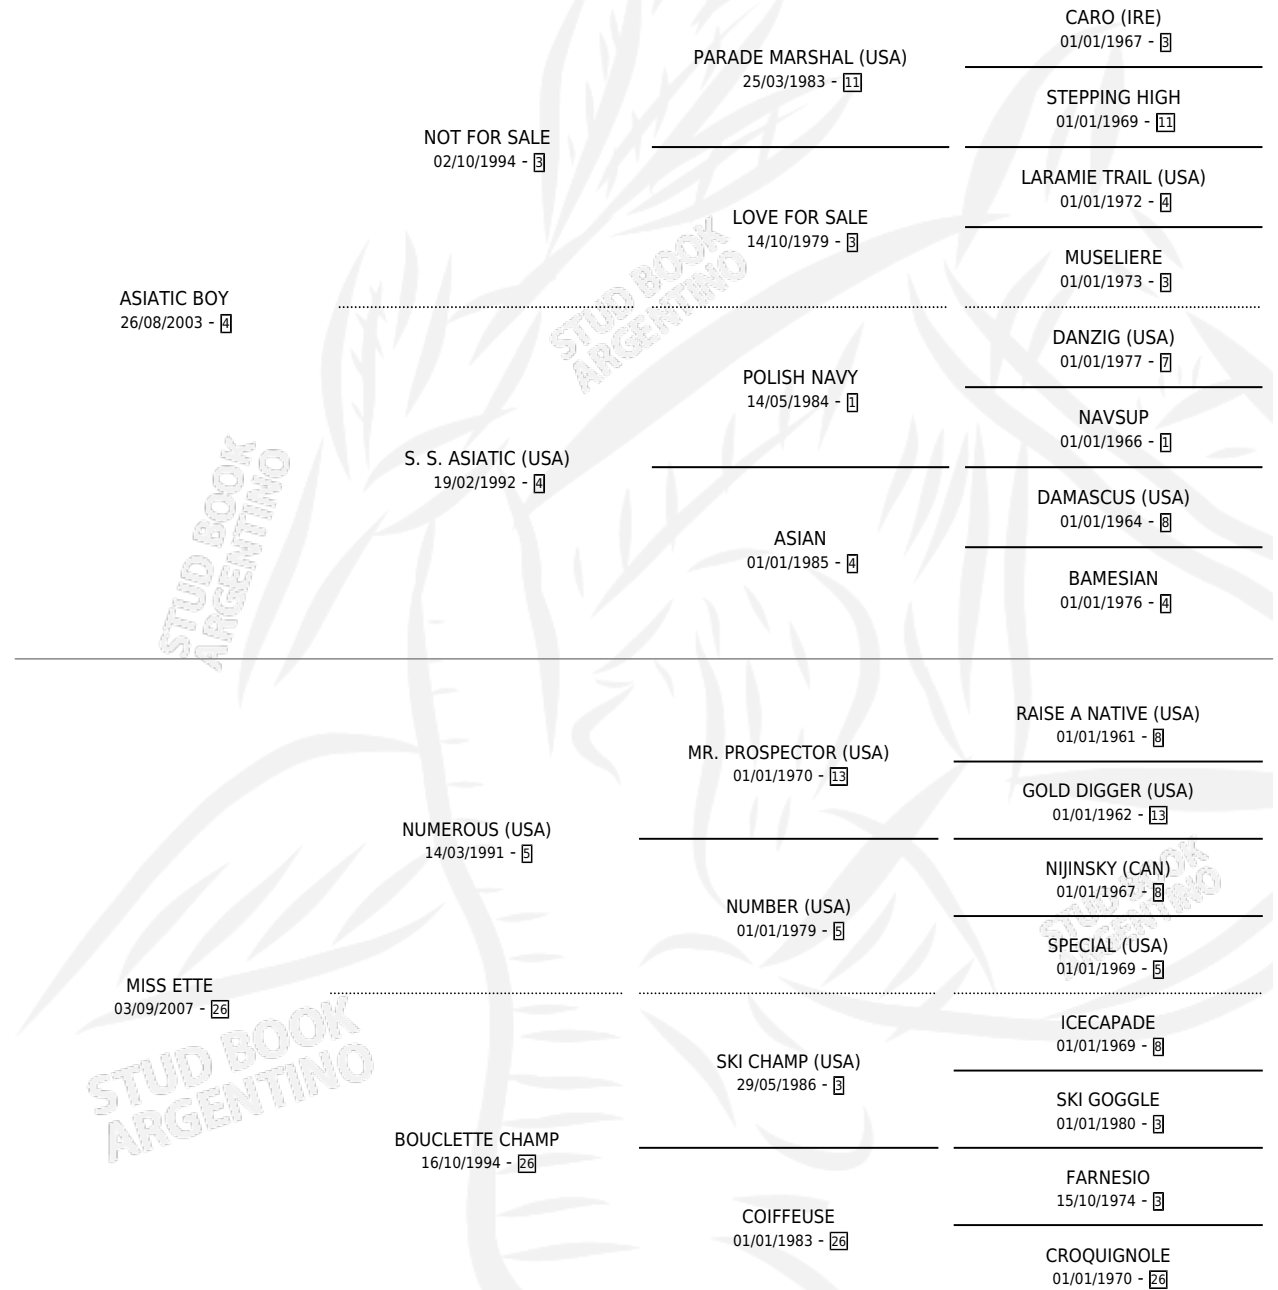 CARO (IRE)
01/01/1967 - 3
PARADE MARSHAL (USA)
25/03/1983 - 11
STEPPING HIGH
01/01/1969 - 11
NOT FOR SALE
02/10/1994 - 3
LARAMIE TRAIL (USA)
01/01/1972 - 4
LOVE FOR SALE
14/10/1979 - 3
MUSELIERE
01/01/1973 - 3
ASIATIC BOY
26/08/2003 - 4
STUD BOOK
ARGENTINO
DANZIG (USA)
01/01/1977 - 7
POLISH NAVY
14/05/1984 - 1
NAVSUP
01/01/1966 - 1
S. S. ASIATIC (USA)
19/02/1992 - 4
DAMASCUS (USA)
01/01/1964 - 8
ASIAN
01/01/1985 - 4
BAMESIAN
01/01/1976 - 4
STUD BOOK
ARGENTINO
RAISE A NATIVE (USA)
01/01/1961 - 8
MR. PROSPECTOR (USA)
01/01/1970 - 13
GOLD DIGGER (USA)
01/01/1962 - 13
NUMEROUS (USA)
14/03/1991 - 5
NIJINSKY (CAN)
01/01/1967 - 8
NUMBER (USA)
01/01/1979 - 5
STUD BOOK
ARGENTINO
SPECIAL (USA)
01/01/1969 - 5
MISS ETTE
03/09/2007 - 26
ICECAPADE
01/01/1969 - 8
STUD BOOK
ARGENTINO
SKI CHAMP (USA)
29/05/1986 - 3
SKI GOGGLE
01/01/1980 - 3
BOUCLETTE CHAMP
16/10/1994 - 26
FARNESIO
15/10/1974 - 3
COIFFEUSE
01/01/1983 - 26
CROQUIGNOLE
01/01/1970 - 26